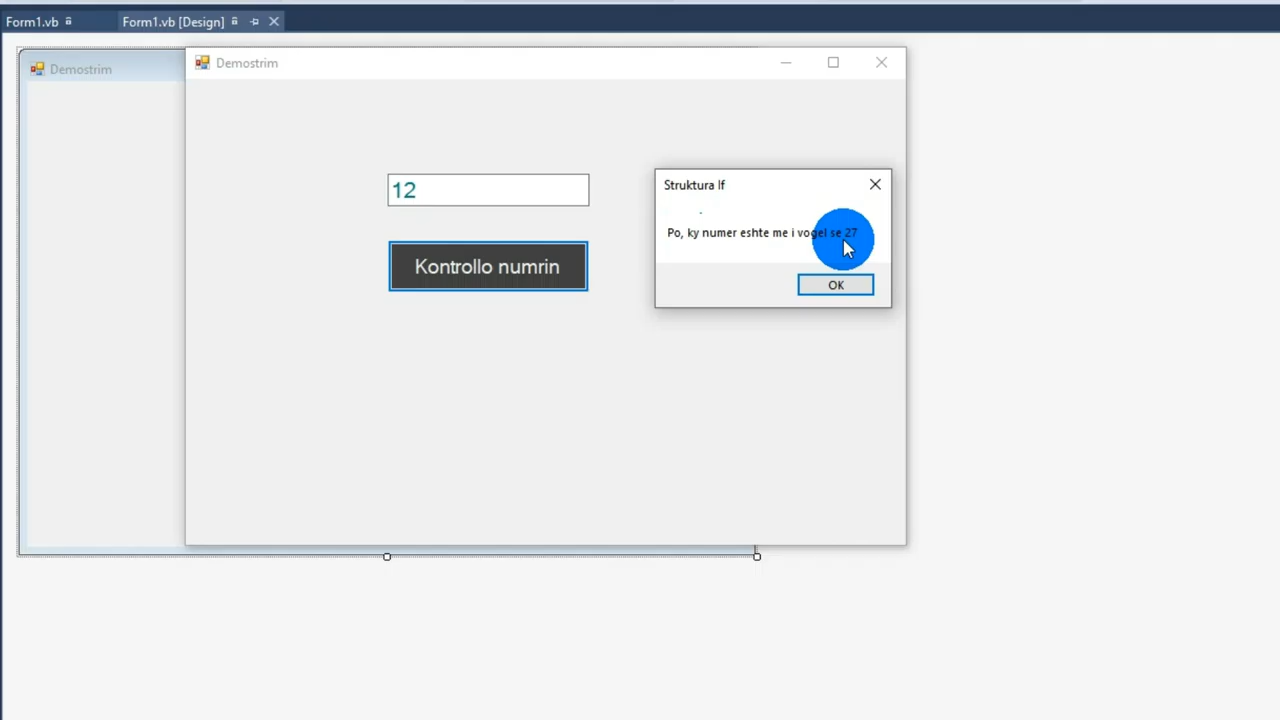 Form1.vb
Form1.vb [Design]
Demostrim
Demostrim
12
Kontrollo numrin
Struktura If
Po, ky numer eshte me i vogel se 27
OK